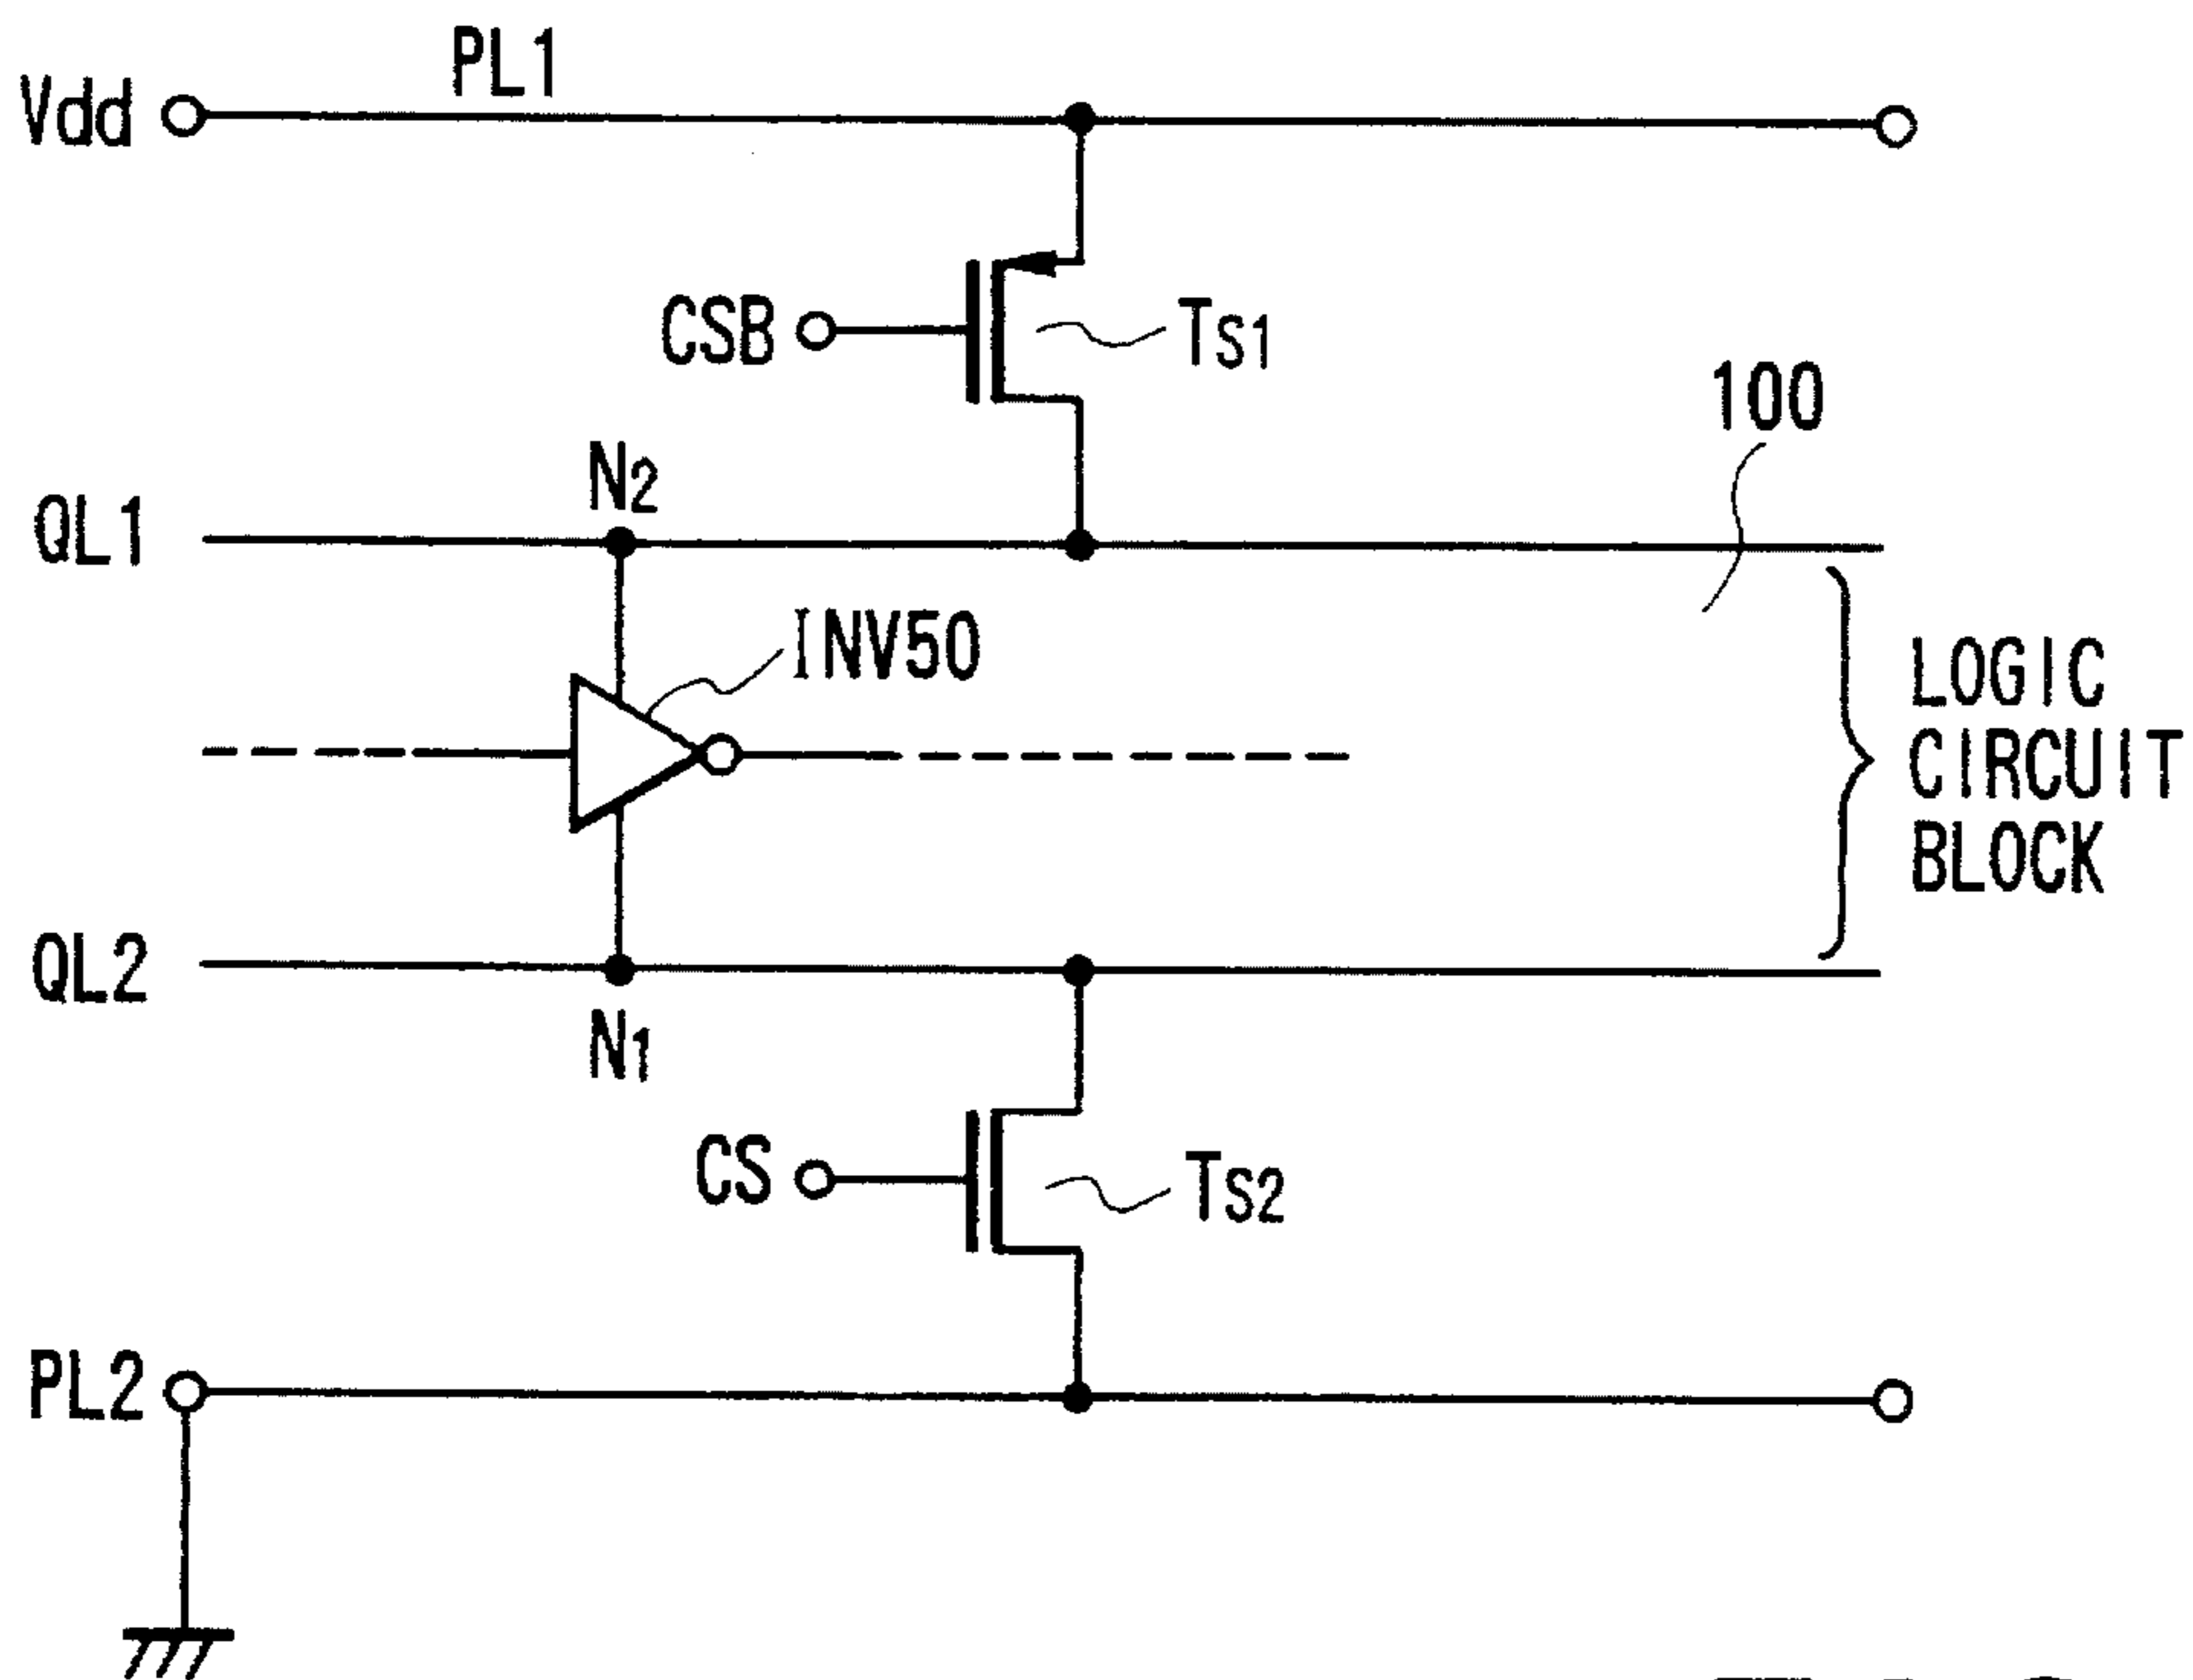 PL1
Vdd
CSB
TS1
100
N2
QL1
INV50
LOGIC
CIRCUIT
BLOCK
QL2
N1
CS
TS2
PL2